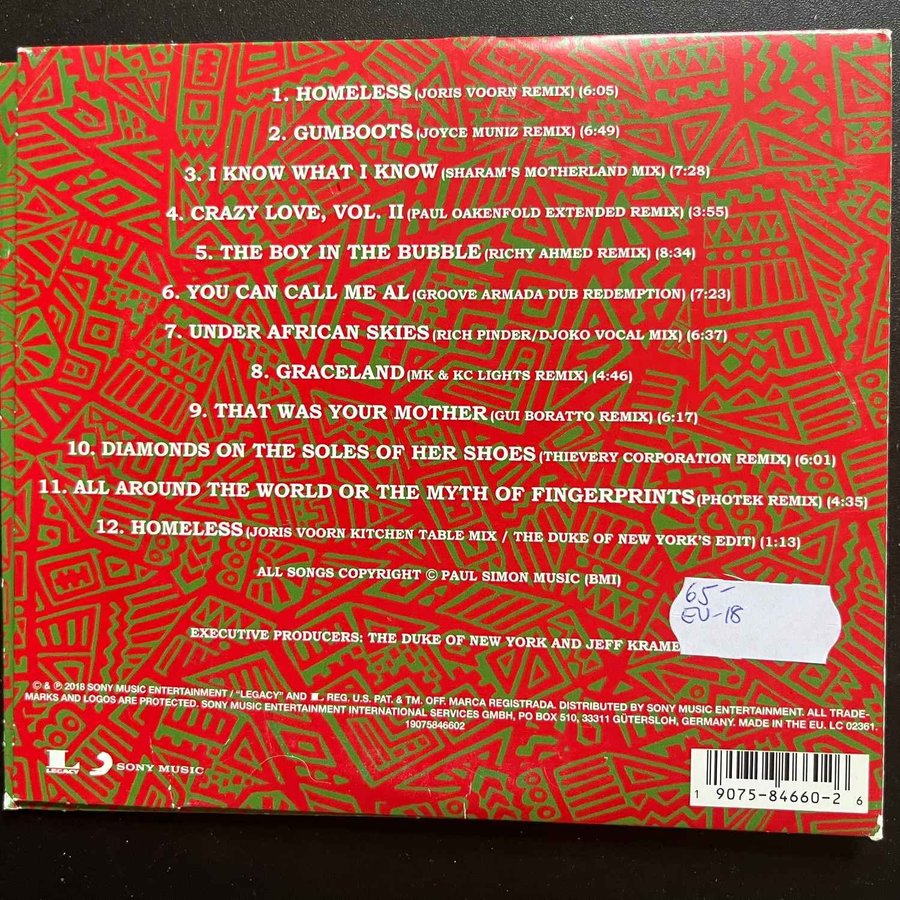 1. HOMELESS (JORIS VOORN REMIX) (6:05)
2. GUMBOOTS (JOYCE MUNIZ REMIX) (6:49)
3. I KNOW WHAT I KNOW (SHARAM'S MOTHERLAND MIX) (7:28)
4. CRAZY LOVE, VOL. II (PAUL OAKENFOLD EXTENDED REMIX) (3:55)
5. THE BOY IN THE BUBBLE (RICHY AHMED REMIX) (8:34)
6. YOU CAN CALL ME AL (GROOVE ARMADA DUB REDEMPTION) (7:23)
7. UNDER AFRICAN SKIES (RICH PINDER/DJOKO VOCAL MIX) (6:37)
8. GRACELAND (MK & KC LIGHTS REMIX) (4:46)
9. THAT WAS YOUR MOTHER (GUI BORATTO REMIX) (6:17)
10. DIAMONDS ON THE SOLES OF HER SHOES (THIEVERY CORPORATION REMIX) (6:01)
11. ALL AROUND THE WORLD OR THE MYTH OF FINGERPRINTS (PHOTEK REMIX) (4:35)
12. HOMELESS (JORIS VOORN KITCHEN TABLE MIX / THE DUKE OF NEW YORK'S EDIT) (1:13)
ALL SONGS COPYRIGHT © PAUL SIMON MUSIC (BMI)
65-
EU-18
EXECUTIVE PRODUCERS: THE DUKE OF NEW YORK AND JEFF KRAME
© & ℗ 2018 SONY MUSIC ENTERTAINMENT / "LEGACY" AND L, REG. U.S. PAT. & TM. OFF. MARCA REGISTRADA. DISTRIBUTED BY SONY MUSIC ENTERTAINMENT. ALL TRADE-
MARKS AND LOGOS ARE PROTECTED. SONY MUSIC ENTERTAINMENT INTERNATIONAL SERVICES GMBH, PO BOX 510, 33311 GÜTERSLOH, GERMANY. MADE IN THE EU. LC 02361.
19075846602
L LEGACY SONY MUSIC
1 9075-84660-2 6